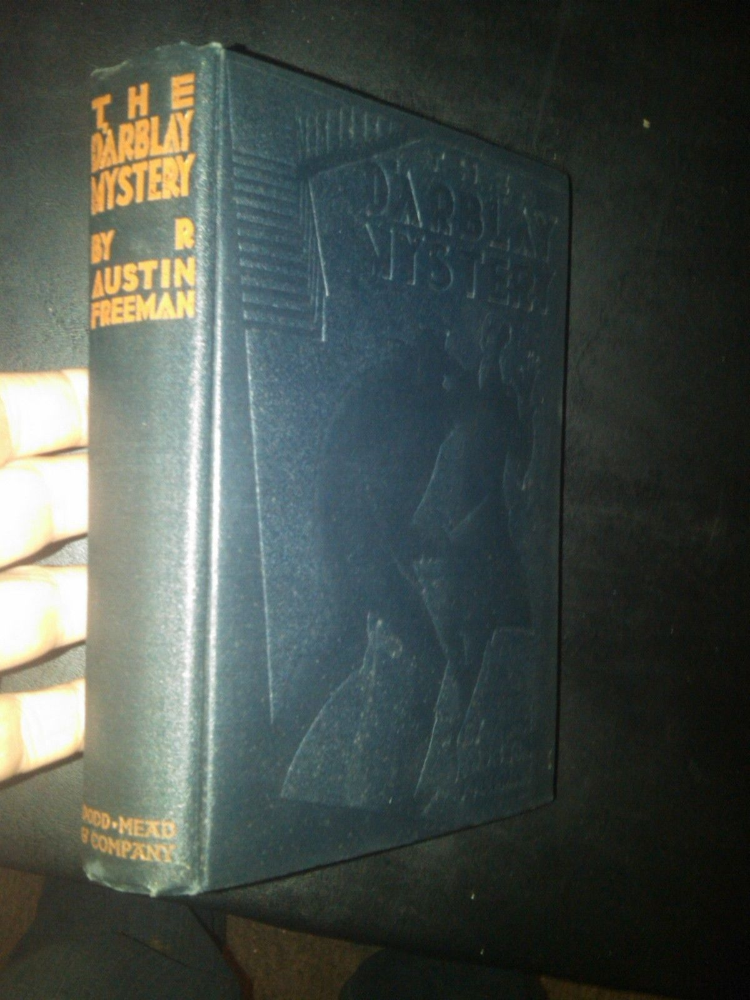 THE
DARBLAY
MYSTERY
BY R
AUSTIN
FREEMAN
DODD·MEAD
& COMPANY
THE
DARBLAY
MYSTERY